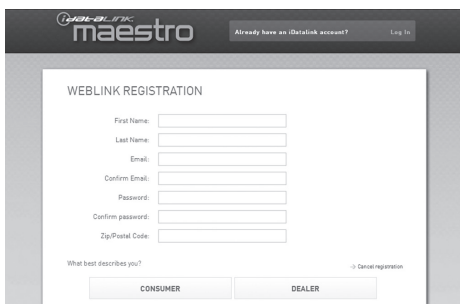 iDataLINK
maestro
Already have an iDatalink account? Log In
WEBLINK REGISTRATION
First Name:
Last Name:
Email:
Confirm Email:
Password:
Confirm password:
Zip/Postal Code:
What best describes you?
-> Cancel registration
CONSUMER DEALER